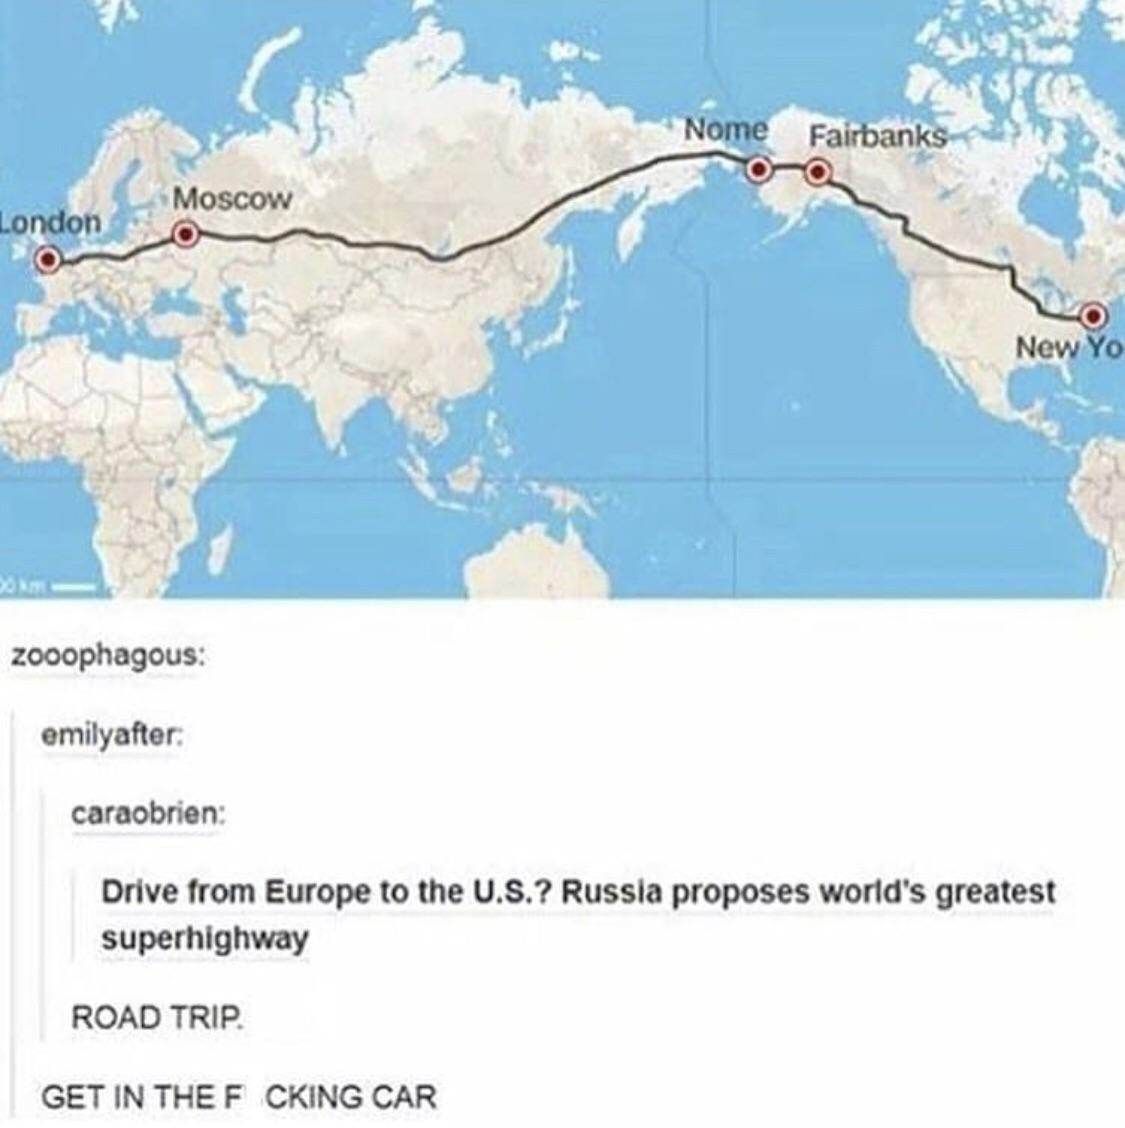 Nome
Fairbanks
Moscow
London
New Yo
0 km
zooophagous:
emilyafter:
caraobrien:
Drive from Europe to the U.S.? Russia proposes world's greatest
superhighway
ROAD TRIP.
GET IN THE F CKING CAR